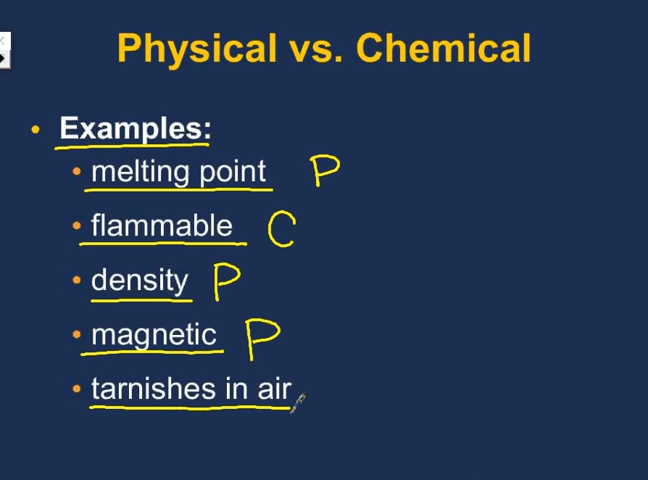 Physical vs. Chemical
• Examples:
• melting point P
• flammable C
• density P
• magnetic P
• tarnishes in air